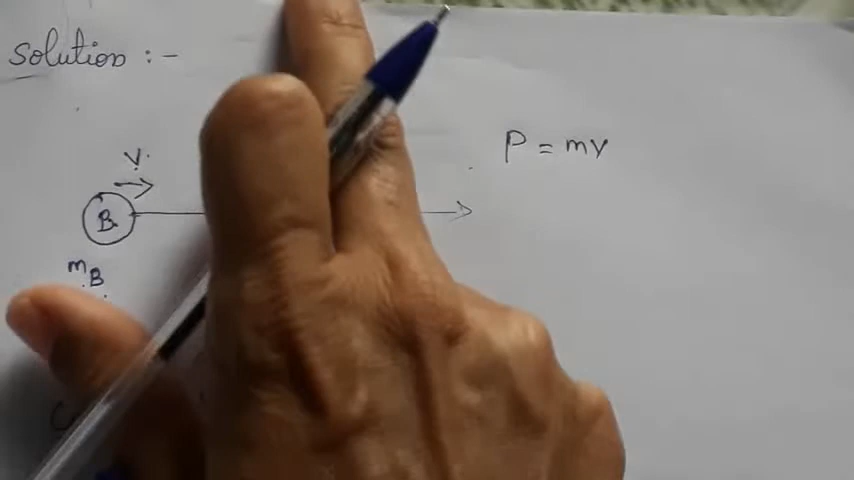 Solution :-
V
P = mv
B
mB